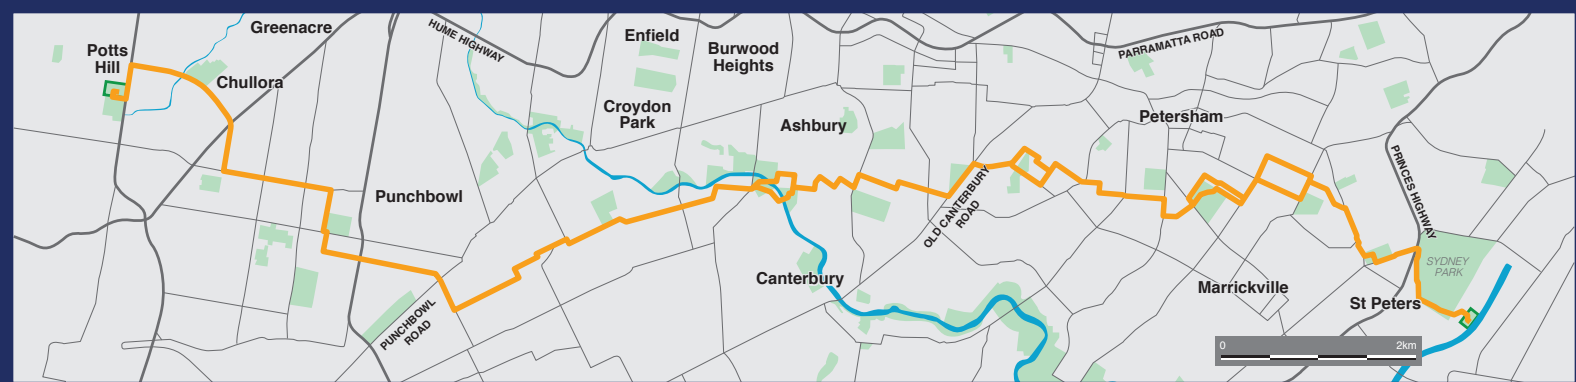 Greenacre
Potts
Hill
Chullora
HUME HIGHWAY
Enfield
Burwood
Heights
PARRAMATTA ROAD
Croydon
Park
Ashbury
Petersham
Punchbowl
OLD CANTERBURY
ROAD
PRINCES HIGHWAY
SYDNEY
PARK
Canterbury
Marrickville
St Peters
PUNCHBOWL
ROAD
0 2km